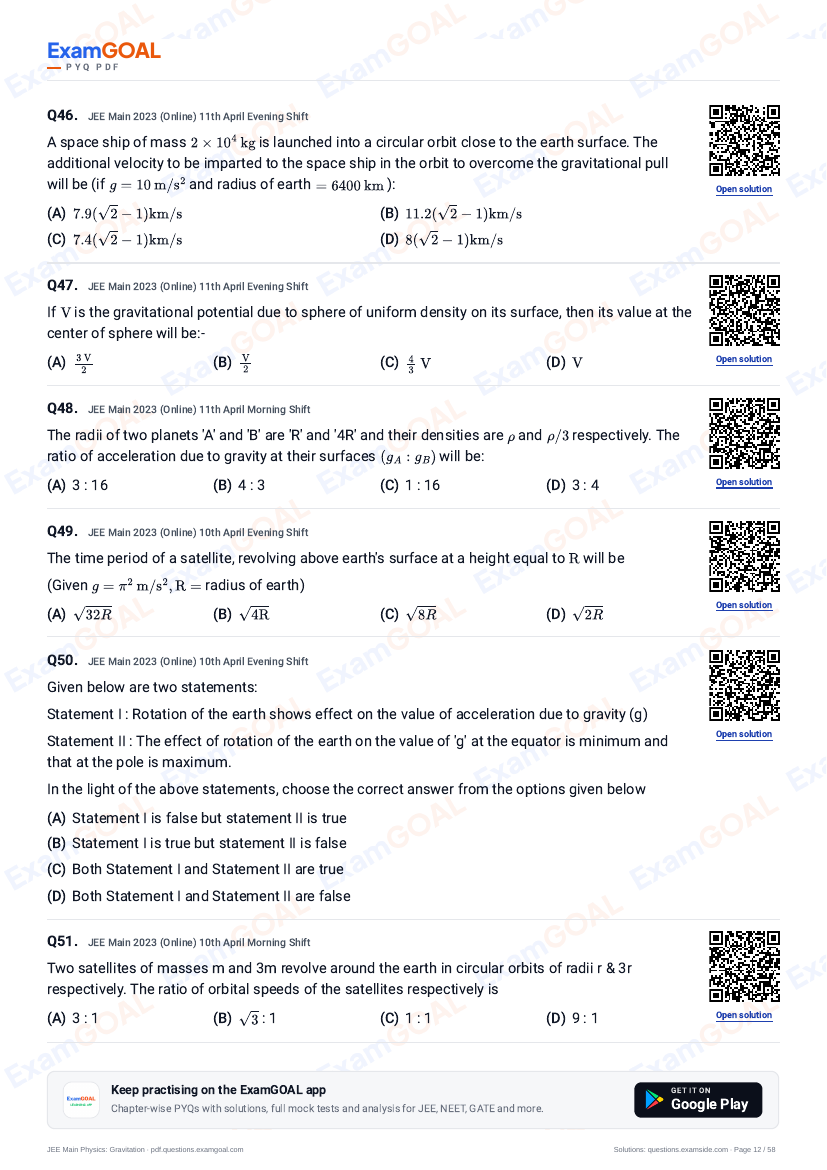 ExamGOAL
PYQ PDF
Q46. JEE Main 2023 (Online) 11th April Evening Shift
A space ship of mass 2 × 10⁴ kg is launched into a circular orbit close to the earth surface. The
additional velocity to be imparted to the space ship in the orbit to overcome the gravitational pull
will be (if g = 10 m/s² and radius of earth = 6400 km ):
(A) 7.9(√2 − 1)km/s
(B) 11.2(√2 − 1)km/s
(C) 7.4(√2 − 1)km/s
(D) 8(√2 − 1)km/s
Open solution
Q47. JEE Main 2023 (Online) 11th April Evening Shift
If V is the gravitational potential due to sphere of uniform density on its surface, then its value at the
center of sphere will be:-
(A) 3 V/2
(B) V/2
(C) 4/3 V
(D) V
Open solution
Q48. JEE Main 2023 (Online) 11th April Morning Shift
The radii of two planets 'A' and 'B' are 'R' and '4R' and their densities are ρ and ρ/3 respectively. The
ratio of acceleration due to gravity at their surfaces (g_A : g_B) will be:
(A) 3 : 16
(B) 4 : 3
(C) 1 : 16
(D) 3 : 4
Open solution
Q49. JEE Main 2023 (Online) 10th April Evening Shift
The time period of a satellite, revolving above earth's surface at a height equal to R will be
(Given g = π² m/s², R = radius of earth)
(A) √32R
(B) √4R
(C) √8R
(D) √2R
Open solution
Q50. JEE Main 2023 (Online) 10th April Evening Shift
Given below are two statements:
Statement I : Rotation of the earth shows effect on the value of acceleration due to gravity (g)
Statement II : The effect of rotation of the earth on the value of 'g' at the equator is minimum and
that at the pole is maximum.
In the light of the above statements, choose the correct answer from the options given below
(A) Statement I is false but statement II is true
(B) Statement I is true but statement II is false
(C) Both Statement I and Statement II are true
(D) Both Statement I and Statement II are false
Open solution
Q51. JEE Main 2023 (Online) 10th April Morning Shift
Two satellites of masses m and 3m revolve around the earth in circular orbits of radii r & 3r
respectively. The ratio of orbital speeds of the satellites respectively is
(A) 3 : 1
(B) √3 : 1
(C) 1 : 1
(D) 9 : 1
Open solution
ExamGOAL
Keep practising on the ExamGOAL app
Chapter-wise PYQs with solutions, full mock tests and analysis for JEE, NEET, GATE and more.
GET IT ON
Google Play
JEE Main Physics: Gravitation · pdf.questions.examgoal.com
Solutions: questions.examside.com · Page 12 / 58